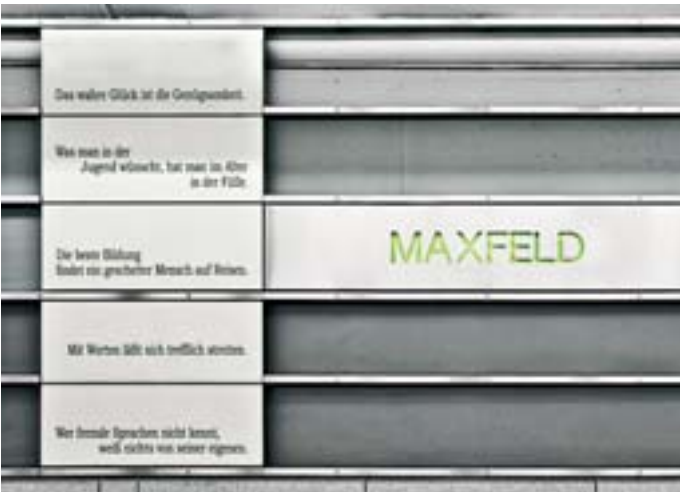 Das wahre Glück ist die Genügsamkeit.
Was man in der
Jugend wünscht, hat man im Alter
in der Fülle.
Die beste Bildung
findet ein gescheiter Mensch auf Reisen.
MAXFELD
Mit Worten läßt sich trefflich streiten.
Wer fremde Sprachen nicht kennt,
weiß nichts von seiner eigenen.